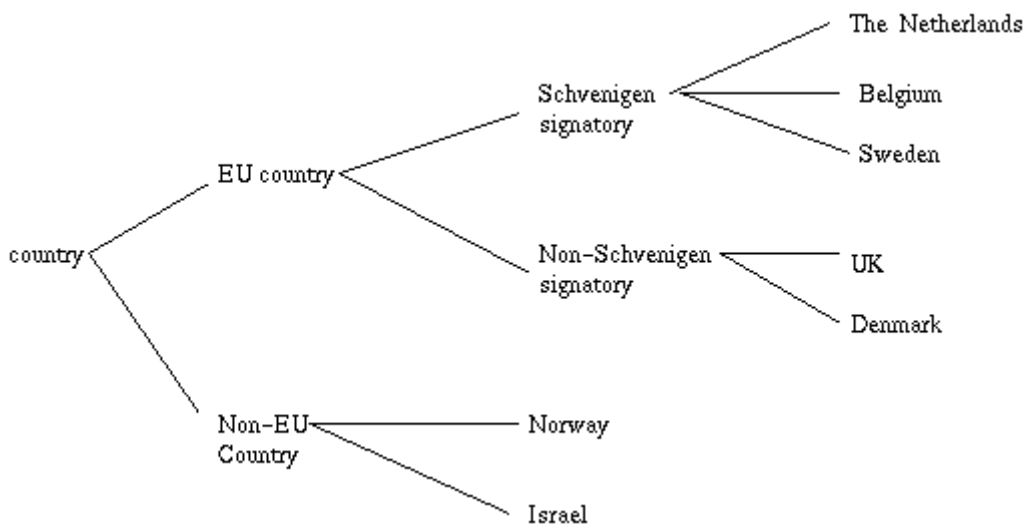 The Netherlands
Schvenigen
signatory
Belgium
Sweden
EU country
country
Non-Schvenigen
signatory
UK
Denmark
Non-EU
Country
Norway
Israel